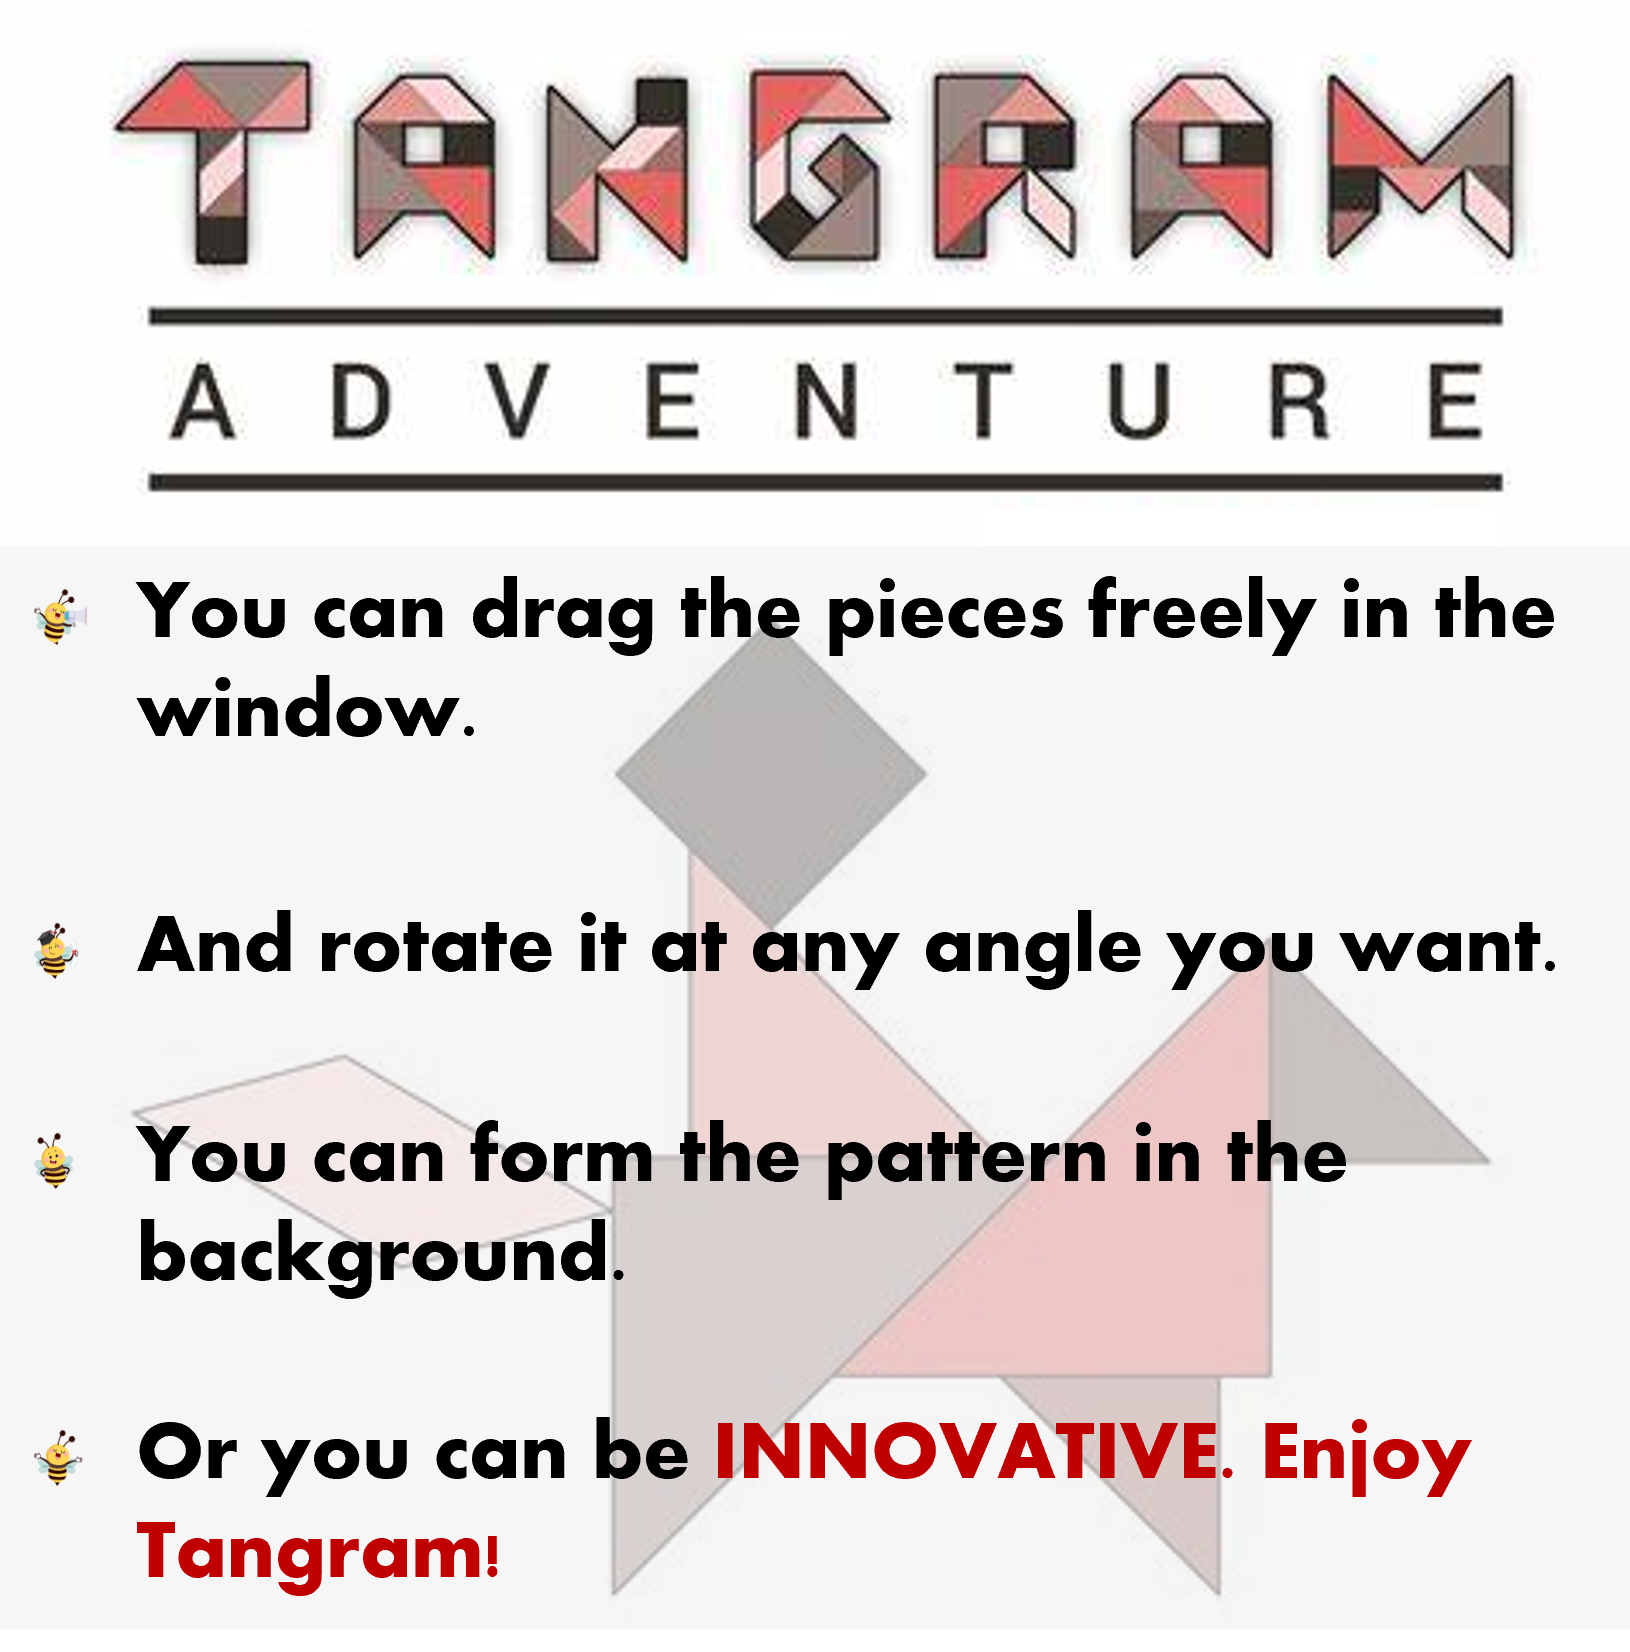 TANGRAM
ADVENTURE
You can drag the pieces freely in the
window.
And rotate it at any angle you want.
You can form the pattern in the
background.
Or you can be INNOVATIVE. Enjoy
Tangram!